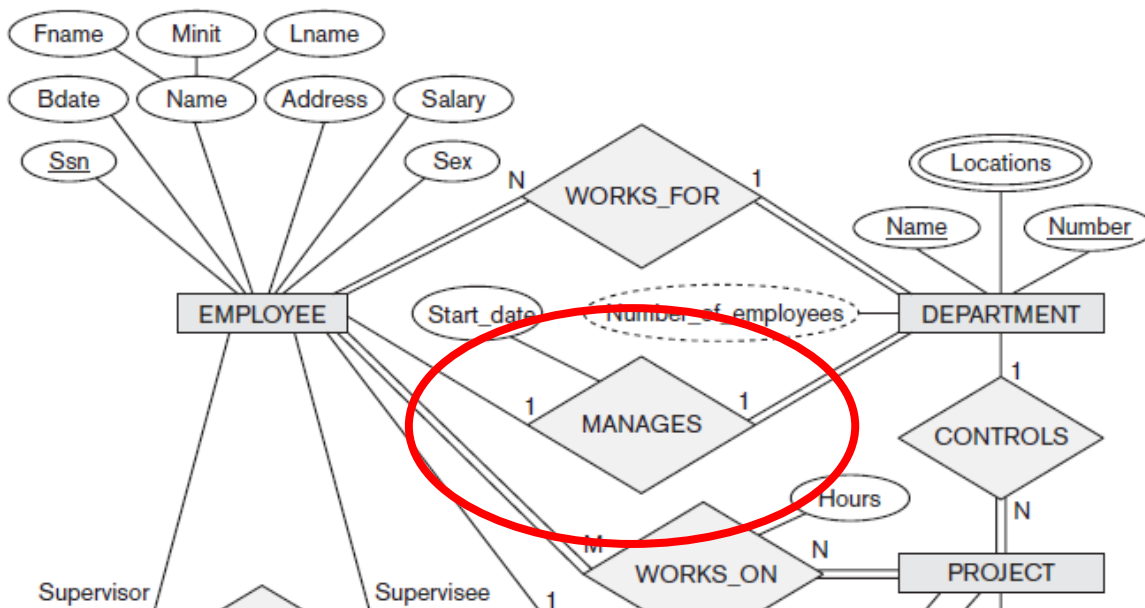 Fname Minit Lname
Bdate Name Address Salary
Ssn Sex
N WORKS_FOR 1
Locations
Name Number
EMPLOYEE
Start_date
Number_of_employees
DEPARTMENT
1 MANAGES 1
1
CONTROLS
N
Hours
M WORKS_ON N
PROJECT
Supervisor Supervisee
1